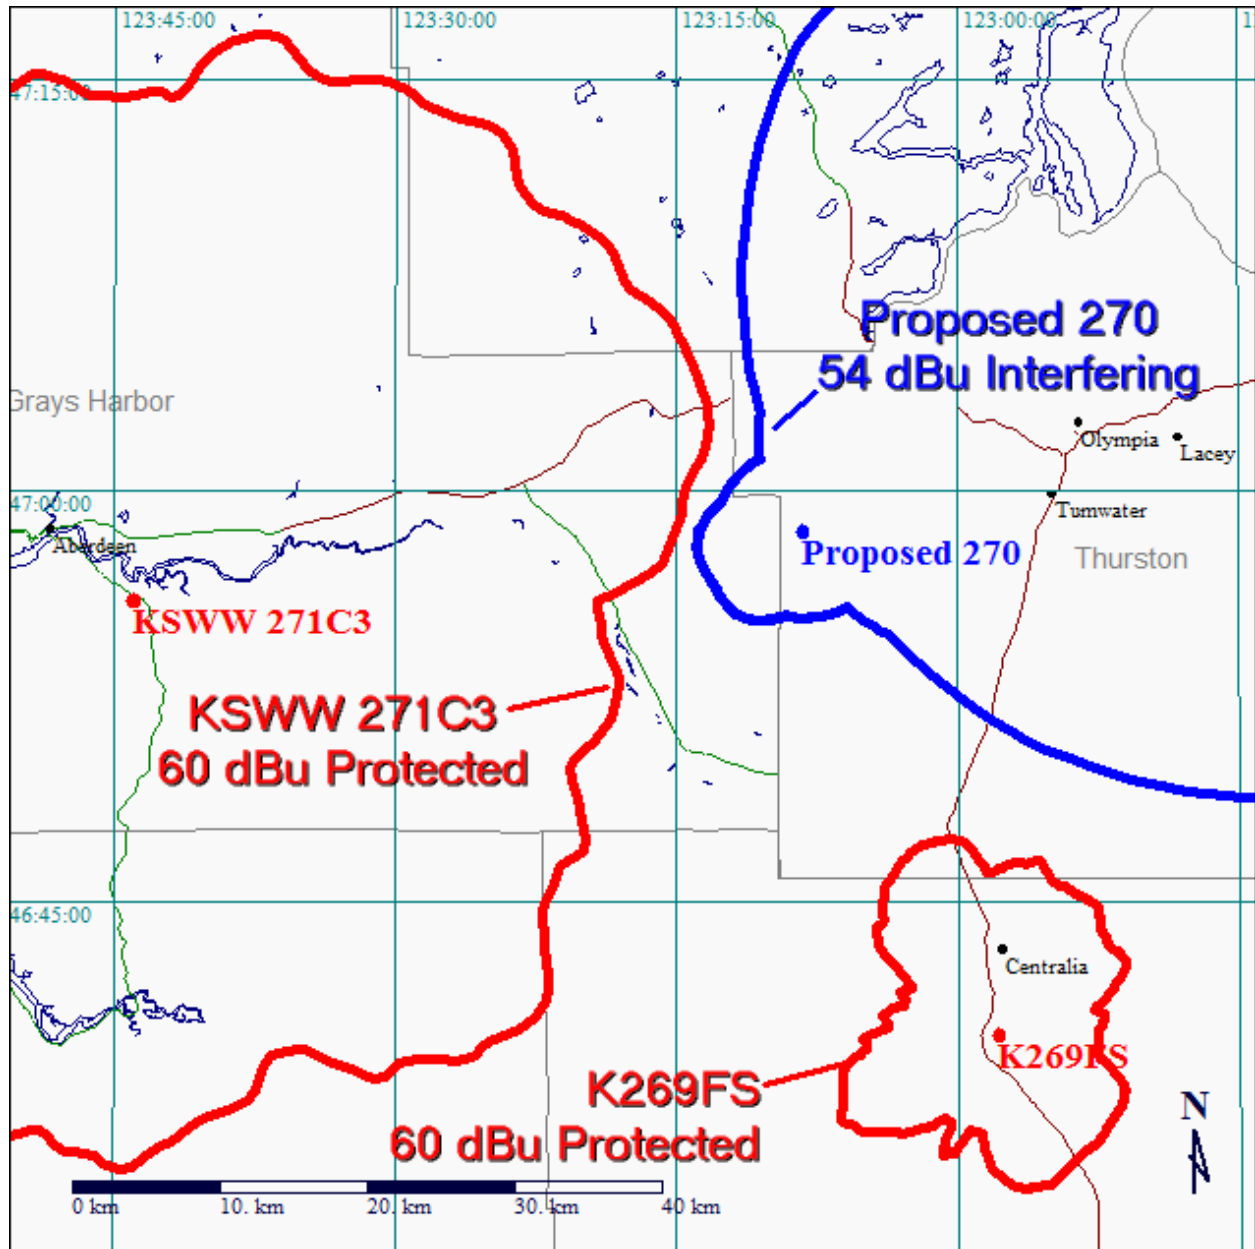 123:45:00
123:30:00
123:15:00
123:00:00
47:15:00
Proposed 270
54 dBu Interfering
Grays Harbor
Olympia
Lacey
47:00:00
Tumwater
Aberdeen
Proposed 270
Thurston
KSWW 271C3
KSWW 271C3
60 dBu Protected
46:45:00
Centralia
K269FS
K269FS
60 dBu Protected
N
0 km
10. km
20. km
30. km
40 km